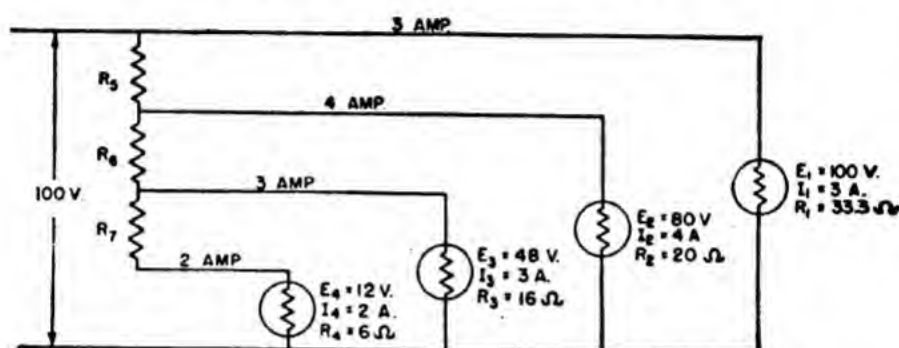 3 AMP.
R5
4 AMP
R6
100 V.
3 AMP
R7
2 AMP
E1 = 100 V.
I1 = 3 A.
R1 = 33.3 Ω
E2 = 80 V
I2 = 4 A
R2 = 20 Ω
E3 = 48 V.
I3 = 3 A.
R3 = 16 Ω
E4 = 12 V.
I4 = 2 A.
R4 = 6 Ω